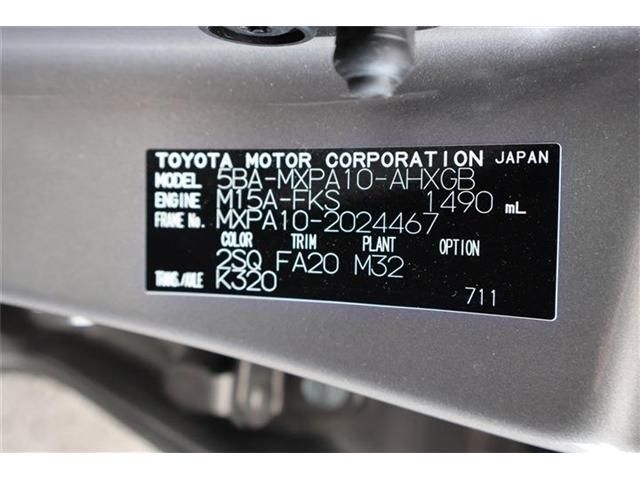 TOYOTA MOTOR CORPORATION JAPAN
MODEL 5BA-MXPA10-AHXGB
ENGINE M15A-FKS 1490 mL
FRAME No. MXPA10-2024467
COLOR TRIM PLANT OPTION
2SQ FA20 M32
TRANS./AXLE K320
711